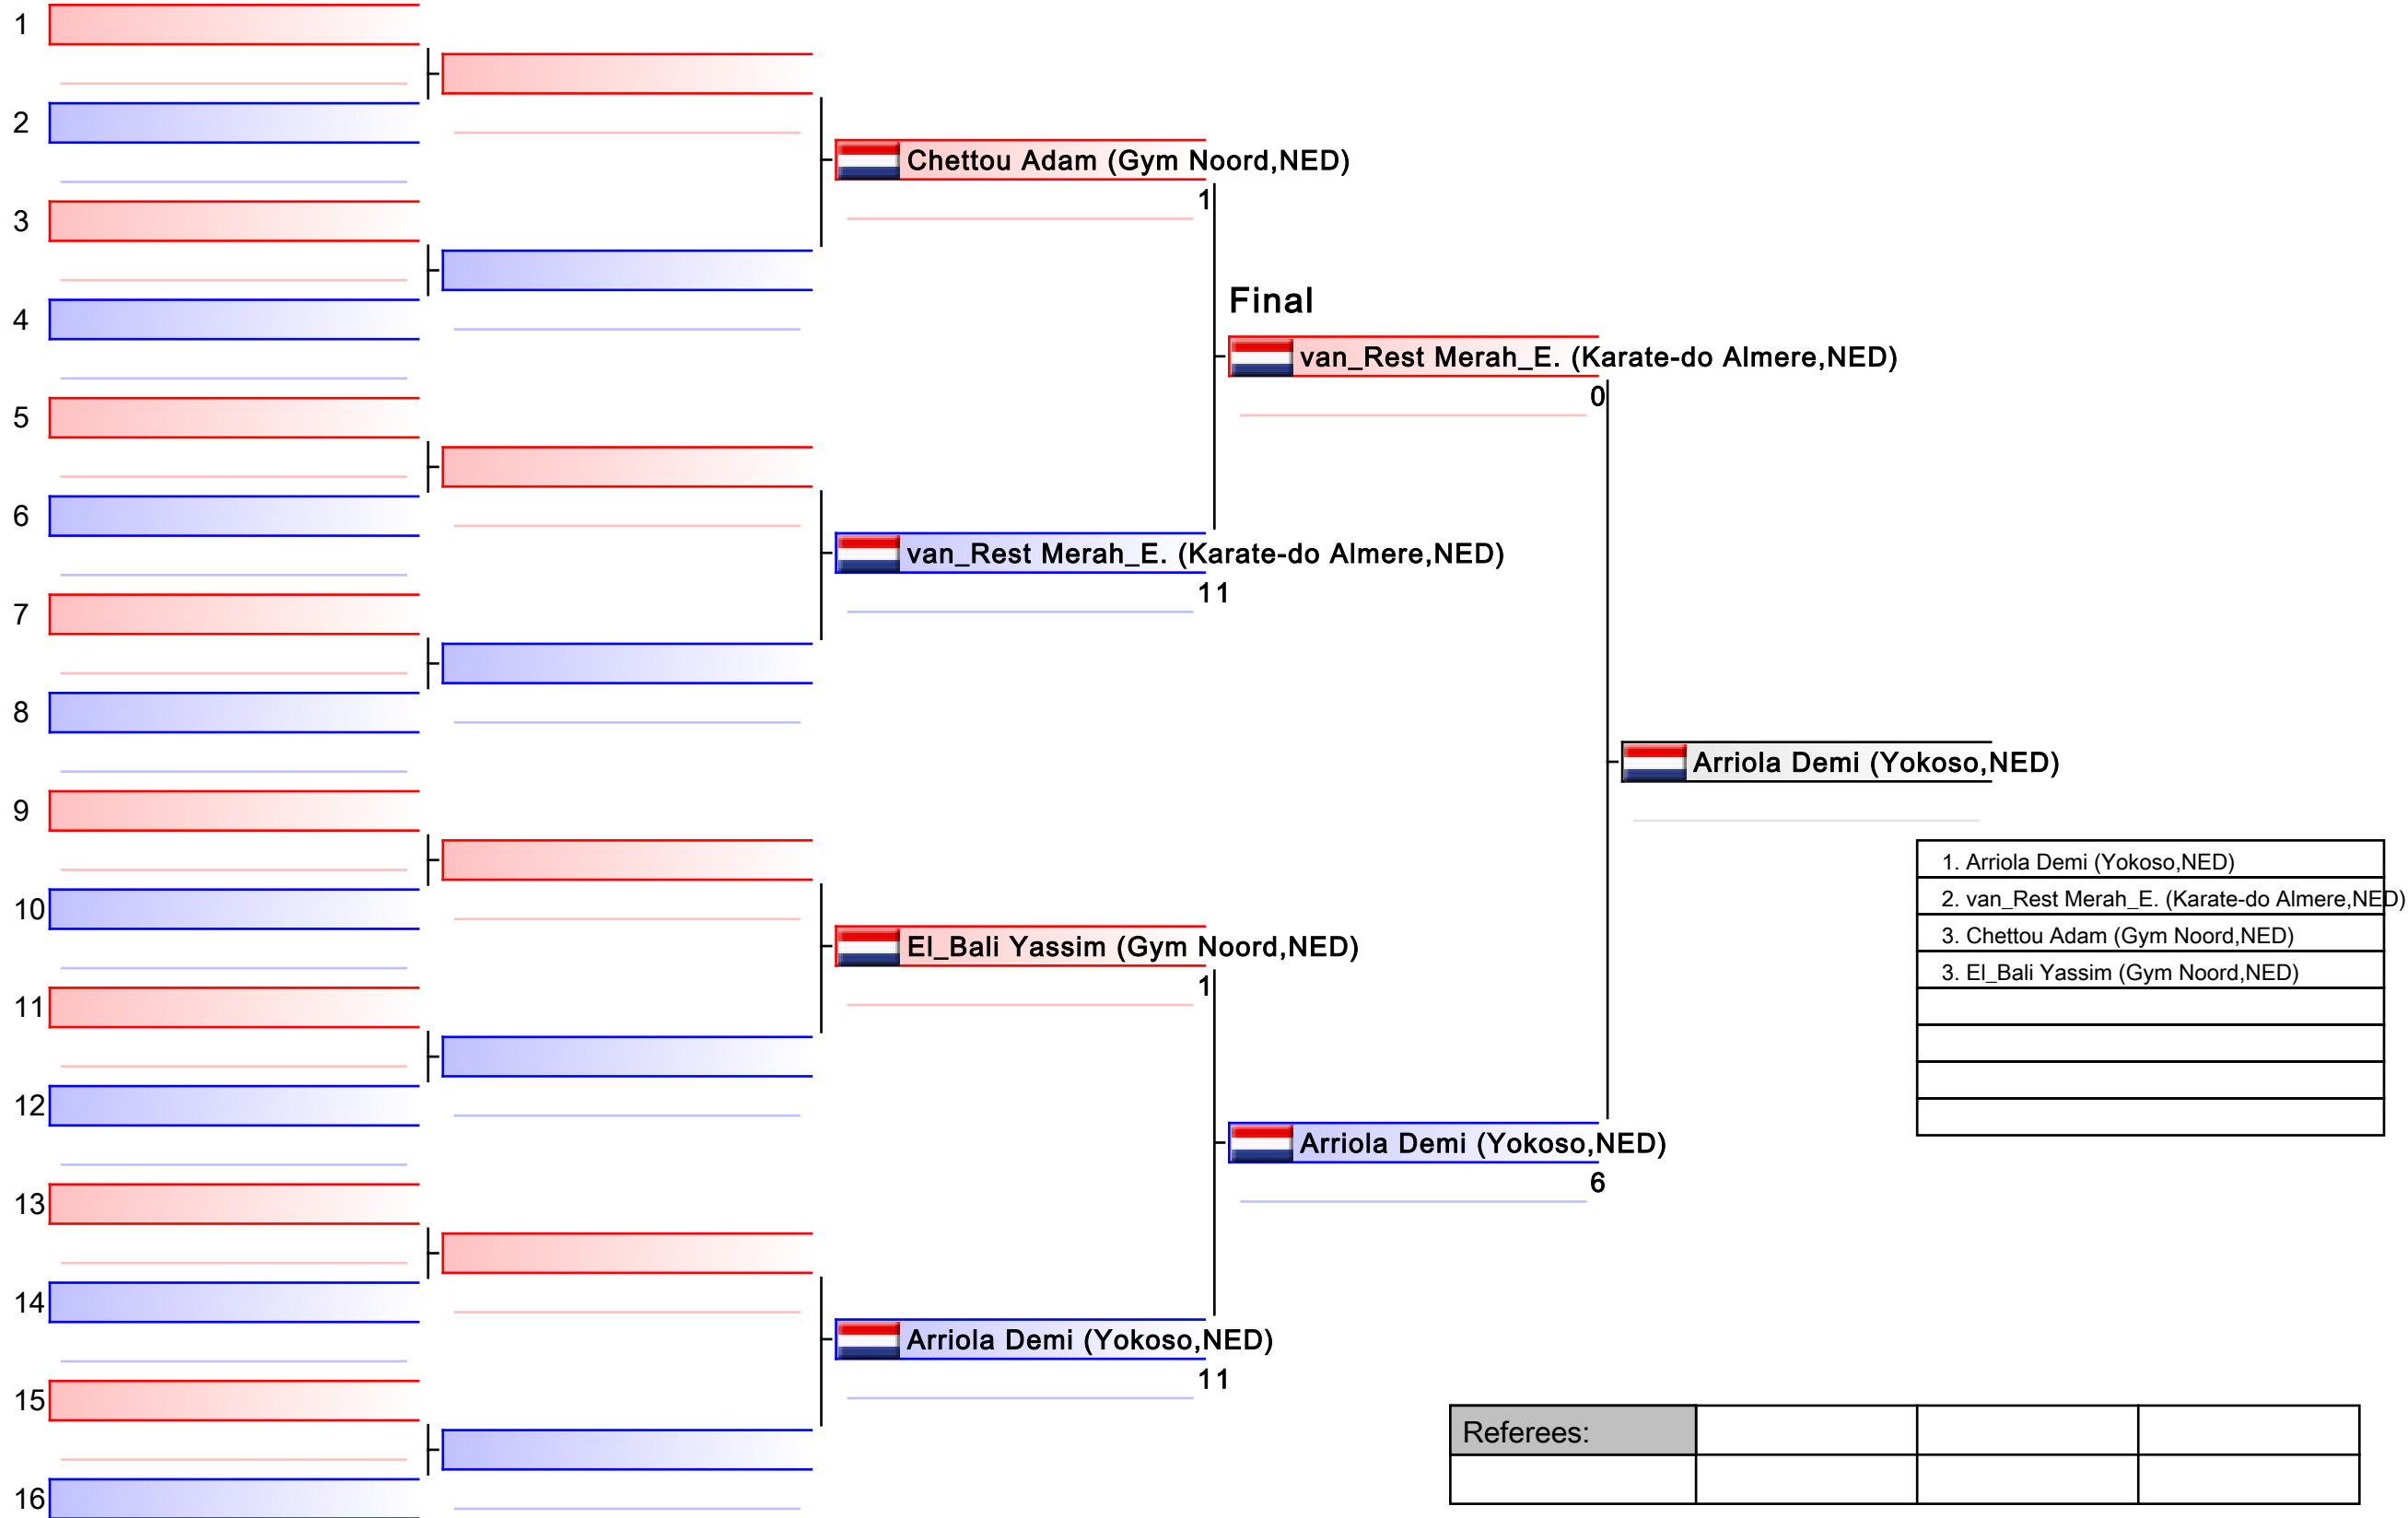 1
2
Chettou Adam (Gym Noord,NED)
1
3
Final
4
van_Rest Merah_E. (Karate-do Almere,NED)
0
5
6
van_Rest Merah_E. (Karate-do Almere,NED)
11
7
8
Arriola Demi (Yokoso,NED)
9
1. Arriola Demi (Yokoso,NED)
2. van_Rest Merah_E. (Karate-do Almere,NED)
3. Chettou Adam (Gym Noord,NED)
3. El_Bali Yassim (Gym Noord,NED)
10
El_Bali Yassim (Gym Noord,NED)
1
11
12
Arriola Demi (Yokoso,NED)
6
13
14
Arriola Demi (Yokoso,NED)
11
15
Referees:
16